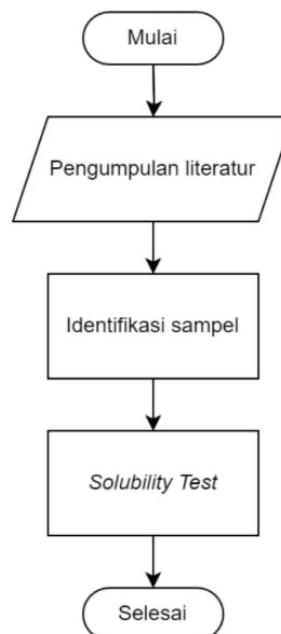 Mulai
Pengumpulan literatur
Identifikasi sampel
Solubility Test
Selesai